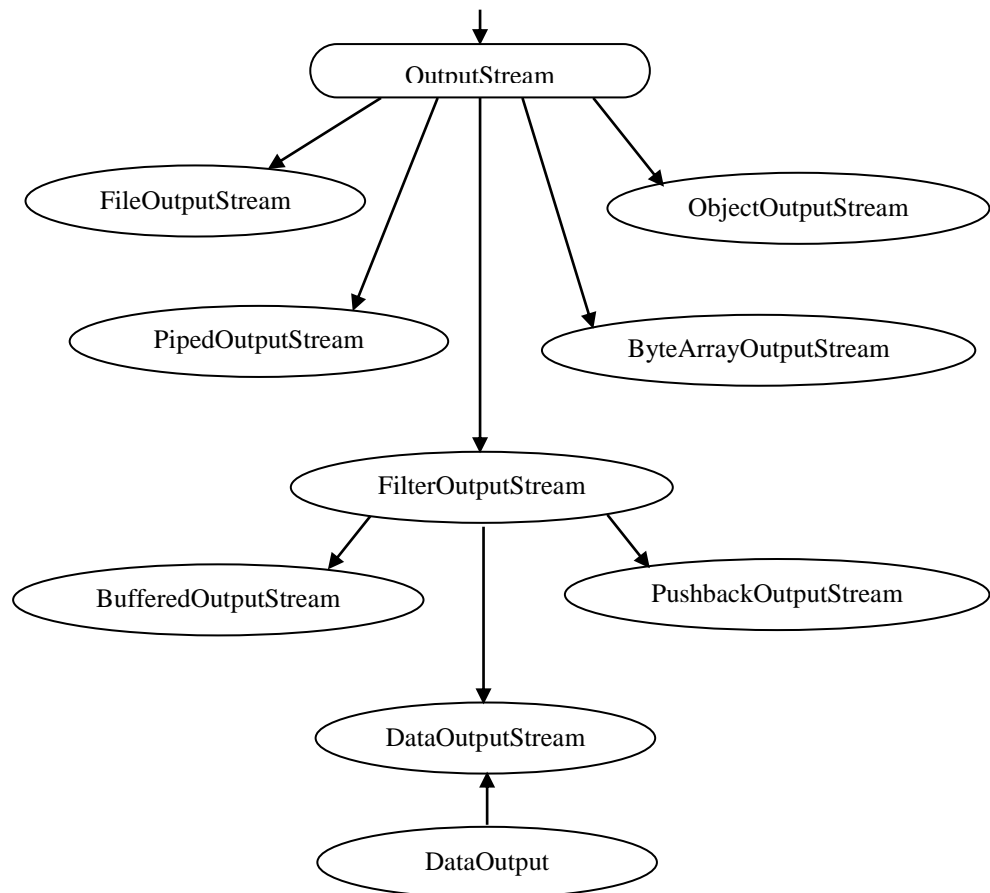 OutputStream
FileOutputStream
ObjectOutputStream
PipedOutputStream
ByteArrayOutputStream
FilterOutputStream
BufferedOutputStream
PushbackOutputStream
DataOutputStream
DataOutput